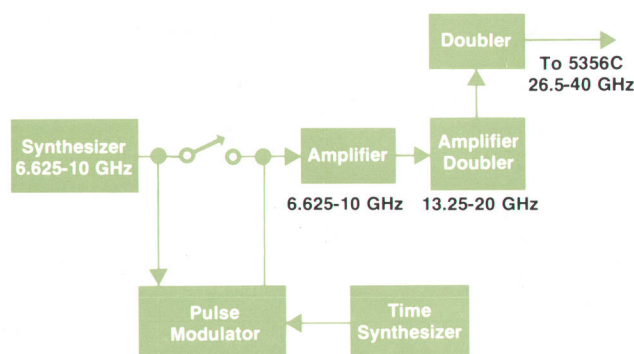 Doubler
To 5356C
26.5-40 GHz
Synthesizer
6.625-10 GHz
Amplifier
Amplifier
Doubler
6.625-10 GHz
13.25-20 GHz
Pulse
Modulator
Time
Synthesizer